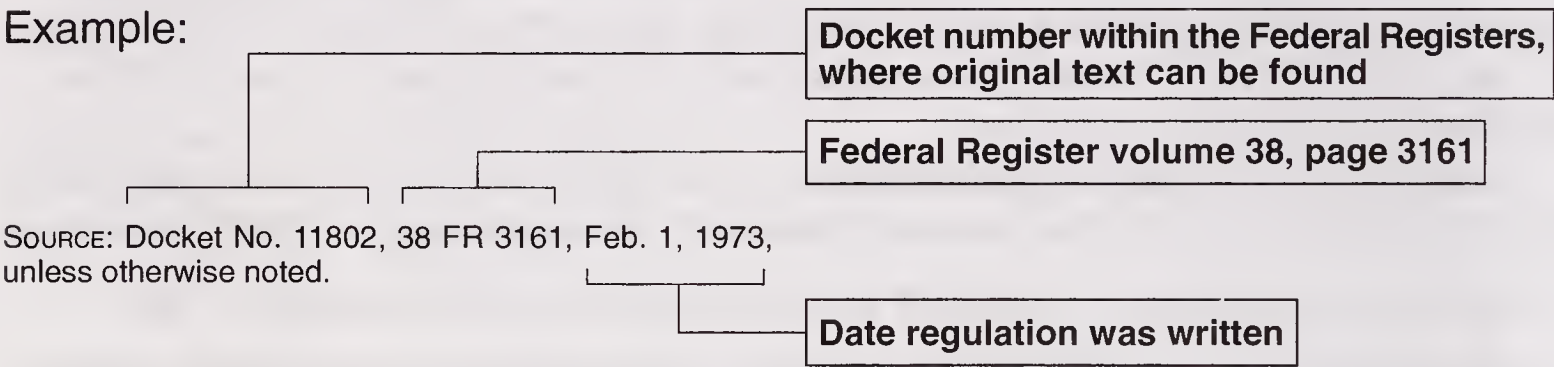 Example:
Docket number within the Federal Registers,
where original text can be found
Federal Register volume 38, page 3161
SOURCE: Docket No. 11802, 38 FR 3161, Feb. 1, 1973,
unless otherwise noted.
Date regulation was written